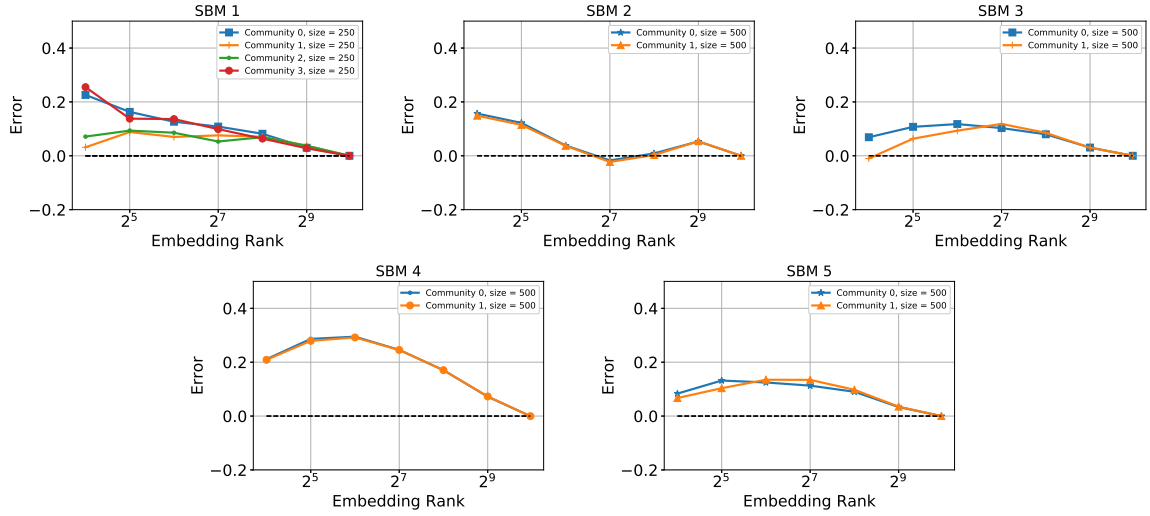 SBM 1
Community 0, size = 250
Community 1, size = 250
Community 2, size = 250
Community 3, size = 250
0.4
0.2
0.0
−0.2
Error
2^5
2^7
2^9
Embedding Rank
SBM 2
Community 0, size = 500
Community 1, size = 500
0.4
0.2
0.0
−0.2
Error
2^5
2^7
2^9
Embedding Rank
SBM 3
Community 0, size = 500
Community 1, size = 500
0.4
0.2
0.0
−0.2
Error
2^5
2^7
2^9
Embedding Rank
SBM 4
Community 0, size = 500
Community 1, size = 500
0.4
0.2
0.0
−0.2
Error
2^5
2^7
2^9
Embedding Rank
SBM 5
Community 0, size = 500
Community 1, size = 500
0.4
0.2
0.0
−0.2
Error
2^5
2^7
2^9
Embedding Rank